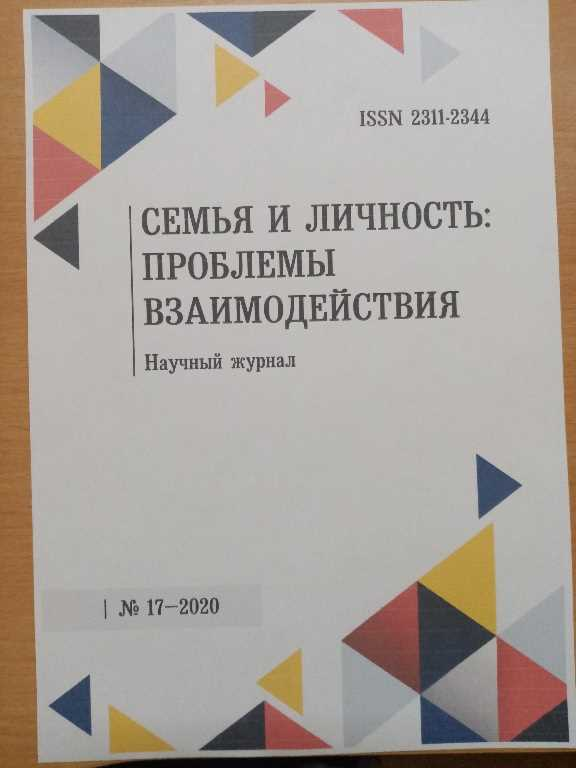 ISSN 2311-2344
СЕМЬЯ И ЛИЧНОСТЬ:
ПРОБЛЕМЫ
ВЗАИМОДЕЙСТВИЯ
Научный журнал
| № 17—2020